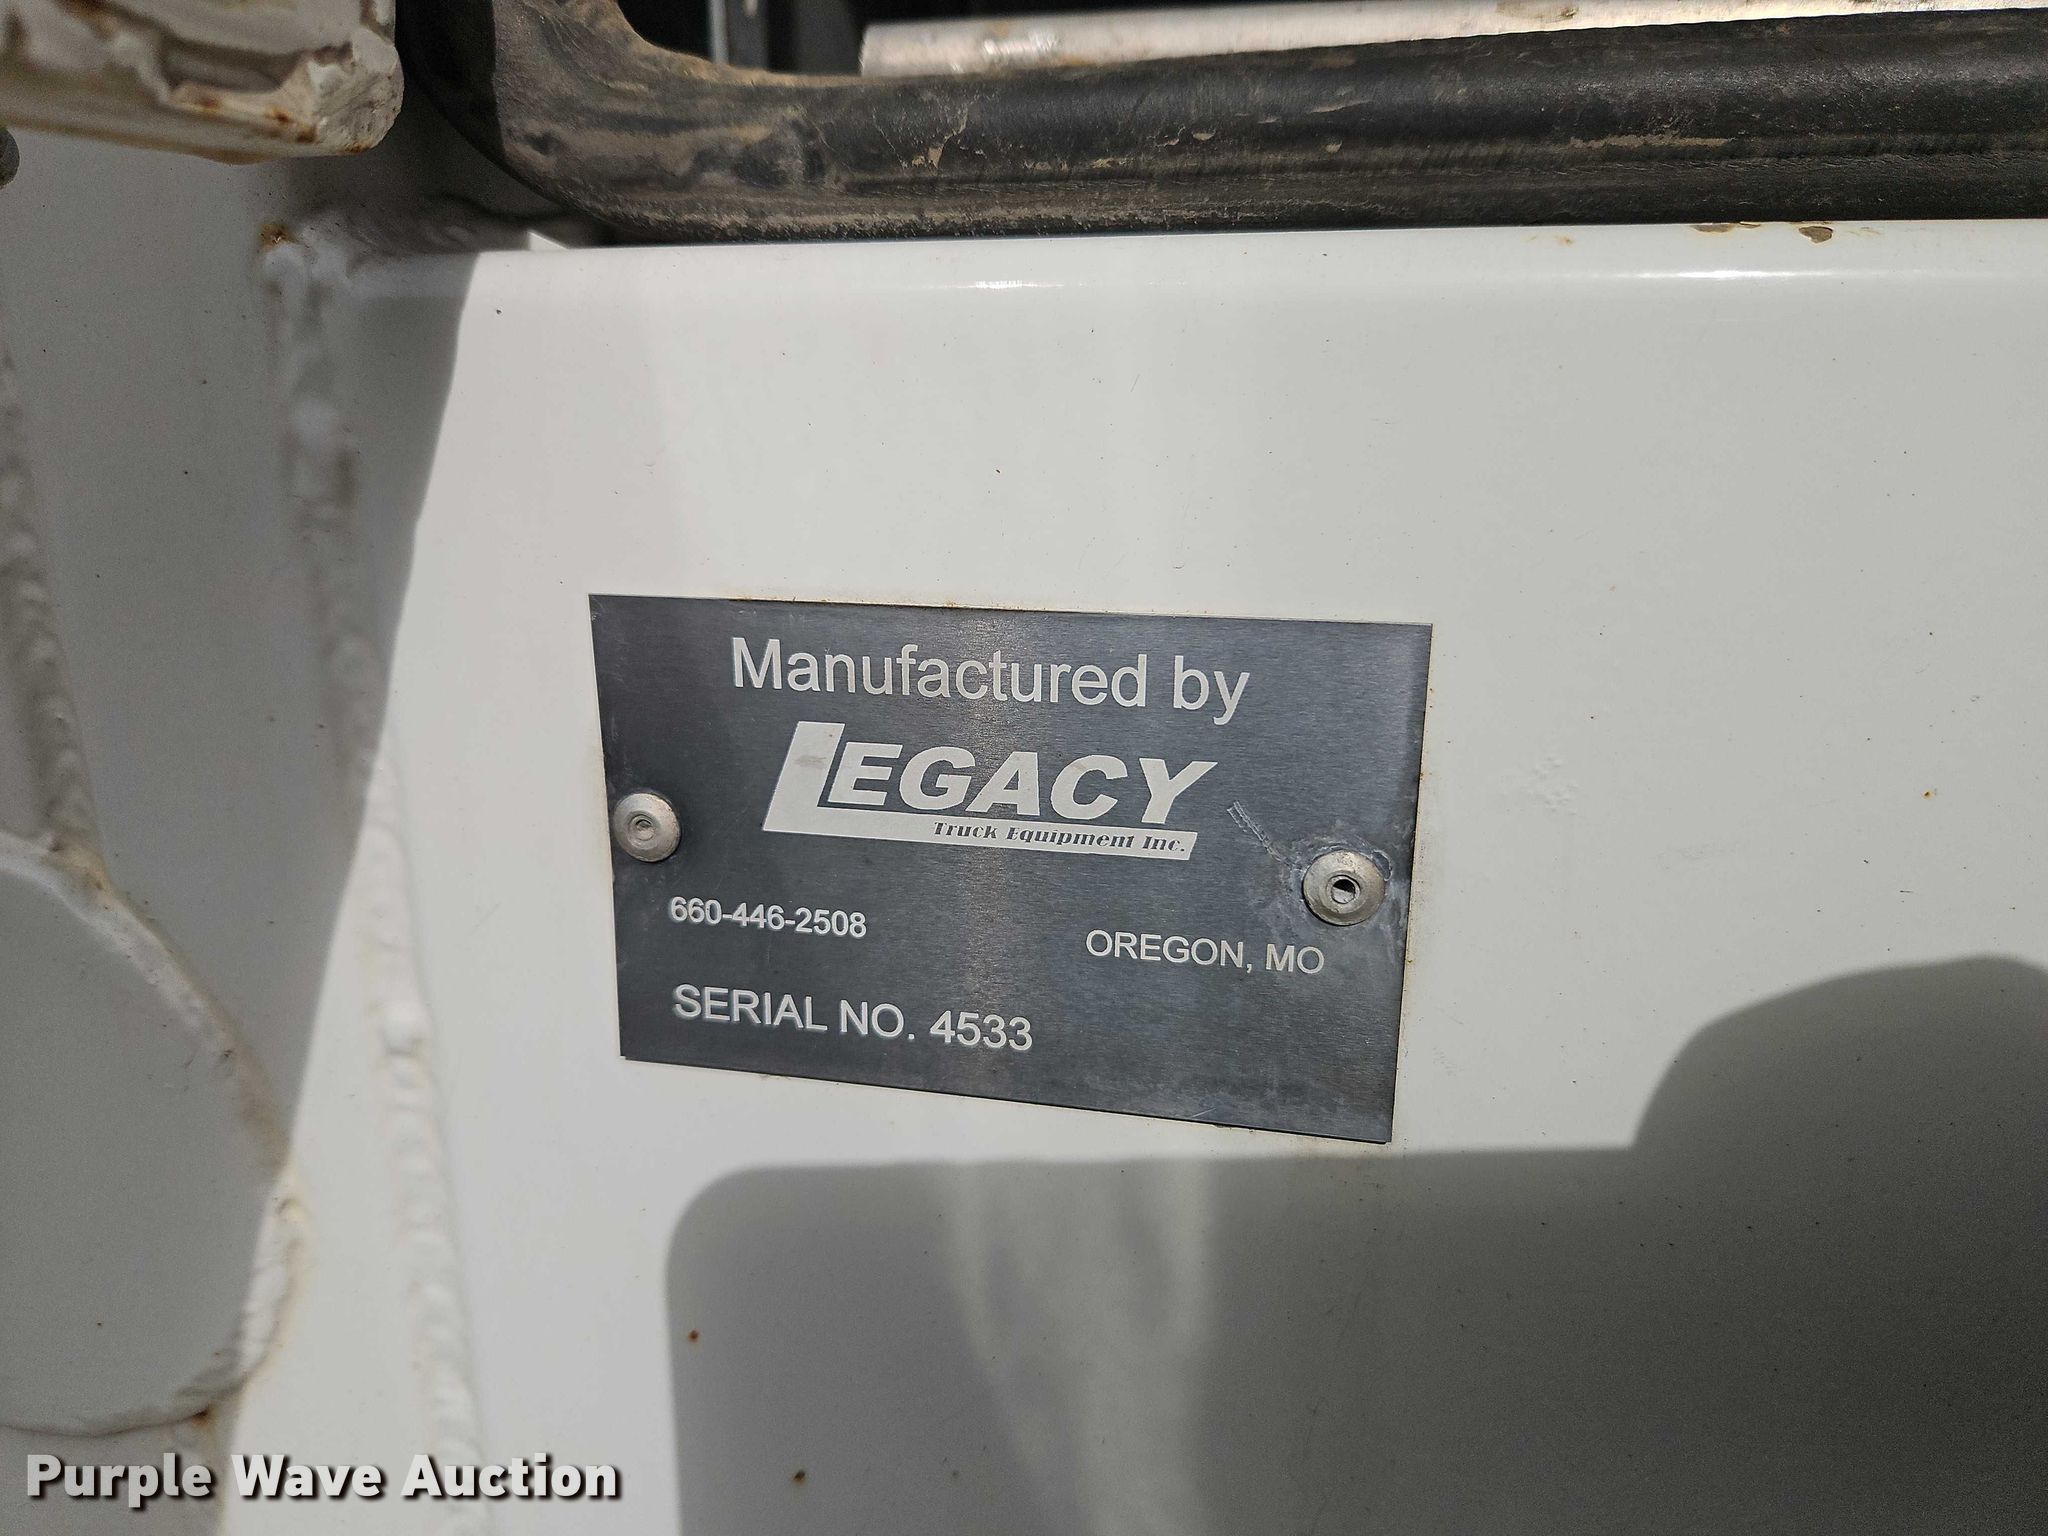 Manufactured by
LEGACY
Truck Equipment Inc.
660-446-2508
OREGON, MO
SERIAL NO. 4533
Purple Wave Auction